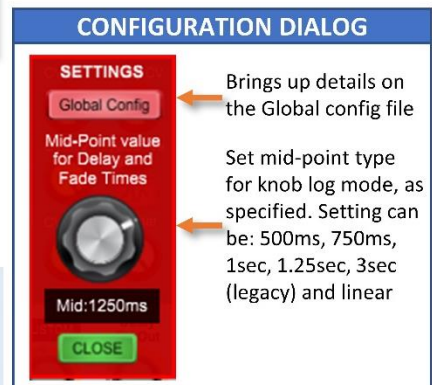 CONFIGURATION DIALOG
SETTINGS
Global Config
Mid-Point value
for Delay and
Fade Times
Mid:1250ms
CLOSE
Brings up details on
the Global config file
Set mid-point type
for knob log mode, as
specified. Setting can
be: 500ms, 750ms,
1sec, 1.25sec, 3sec
(legacy) and linear